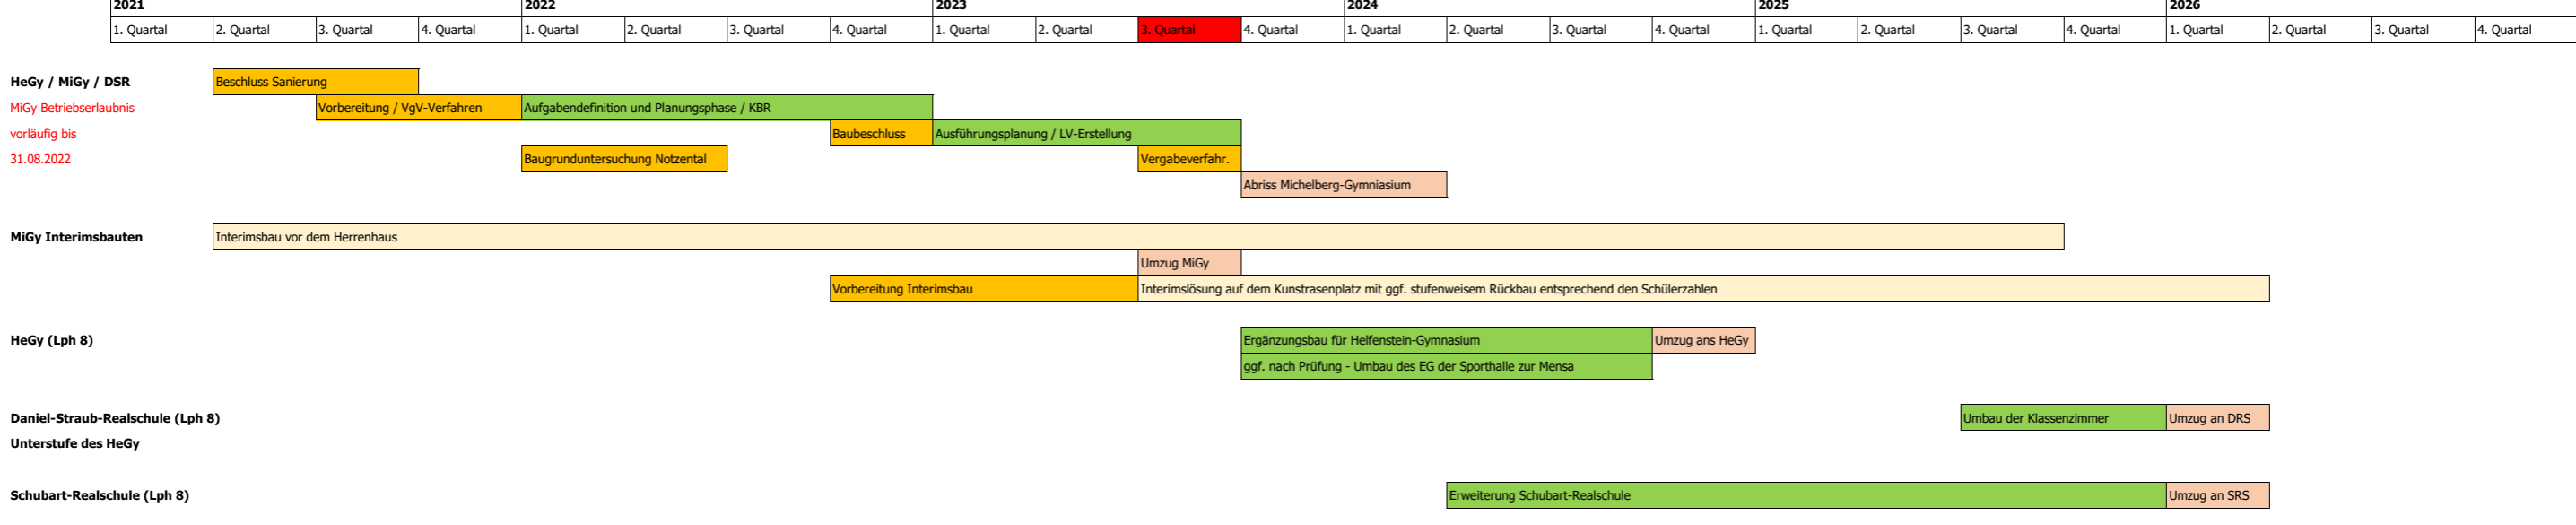 2021 2022 2023 2024 2025 2026
1. Quartal 2. Quartal 3. Quartal 4. Quartal 1. Quartal 2. Quartal 3. Quartal 4. Quartal 1. Quartal 2. Quartal 3. Quartal 4. Quartal 1. Quartal 2. Quartal 3. Quartal 4. Quartal 1. Quartal 2. Quartal 3. Quartal 4. Quartal 1. Quartal 2. Quartal 3. Quartal 4. Quartal
HeGy / MiGy / DSR Beschluss Sanierung
MiGy Betriebserlaubnis Vorbereitung / VgV-Verfahren Aufgabendefinition und Planungsphase / KBR
vorläufig bis Baubeschluss Ausführungsplanung / LV-Erstellung
31.08.2022 Baugrunduntersuchung Notzental Vergabeverfahr.
Abriss Michelberg-Gymniasium
MiGy Interimsbauten Interimsbau vor dem Herrenhaus
Umzug MiGy
Vorbereitung Interimsbau Interimslösung auf dem Kunstrasenplatz mit ggf. stufenweisem Rückbau entsprechend den Schülerzahlen
HeGy (Lph 8) Ergänzungsbau für Helfenstein-Gymnasium Umzug ans HeGy
ggf. nach Prüfung - Umbau des EG der Sporthalle zur Mensa
Daniel-Straub-Realschule (Lph 8) Umbau der Klassenzimmer Umzug an DRS
Unterstufe des HeGy
Schubart-Realschule (Lph 8) Erweiterung Schubart-Realschule Umzug an SRS